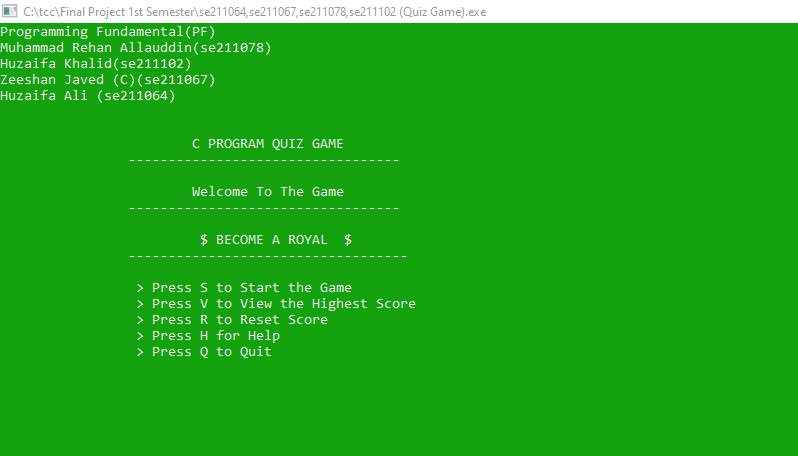 C:\tcc\Final Project 1st Semester\se211064,se211067,se211078,se211102 (Quiz Game).exe
Programming Fundamental(PF)
Muhammad Rehan Allauddin(se211078)
Huzaifa Khalid(se211102)
Zeeshan Javed (C)(se211067)
Huzaifa Ali (se211064)
C PROGRAM QUIZ GAME
----------------------------------
Welcome To The Game
----------------------------------
$ BECOME A ROYAL  $
-----------------------------------
> Press S to Start the Game
> Press V to View the Highest Score
> Press R to Reset Score
> Press H for Help
> Press Q to Quit